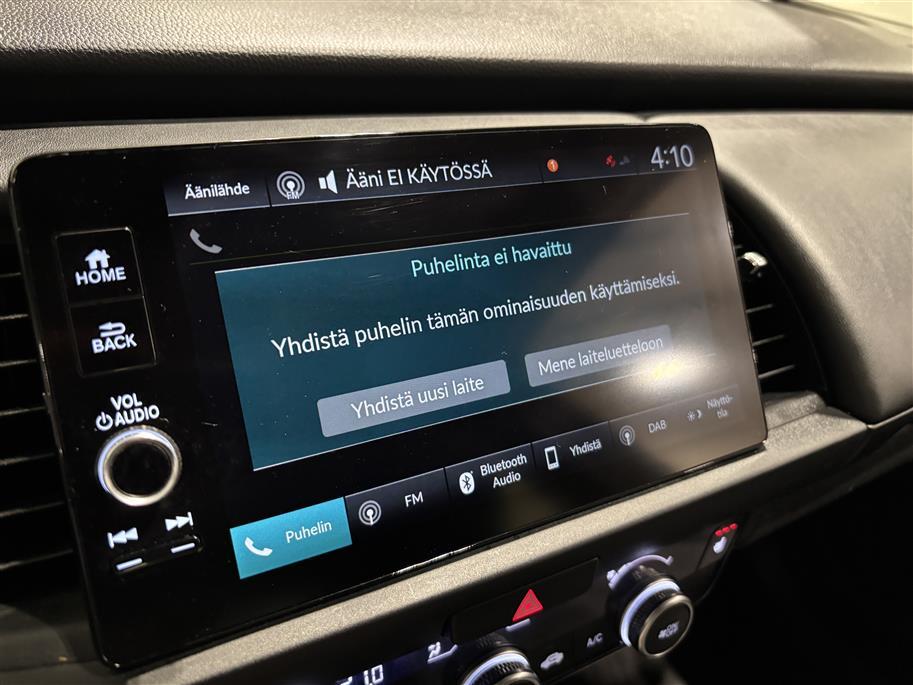 Äänilähde
FM
Ääni EI KÄYTÖSSÄ
1
4:10
HOME
BACK
VOL
AUDIO
Puhelinta ei havaittu
Yhdistä puhelin tämän ominaisuuden käyttämiseksi.
Yhdistä uusi laite
Mene laiteluetteloon
Puhelin
FM
Bluetooth
Audio
Yhdistä
DAB
Näyttö-
tila
A/C